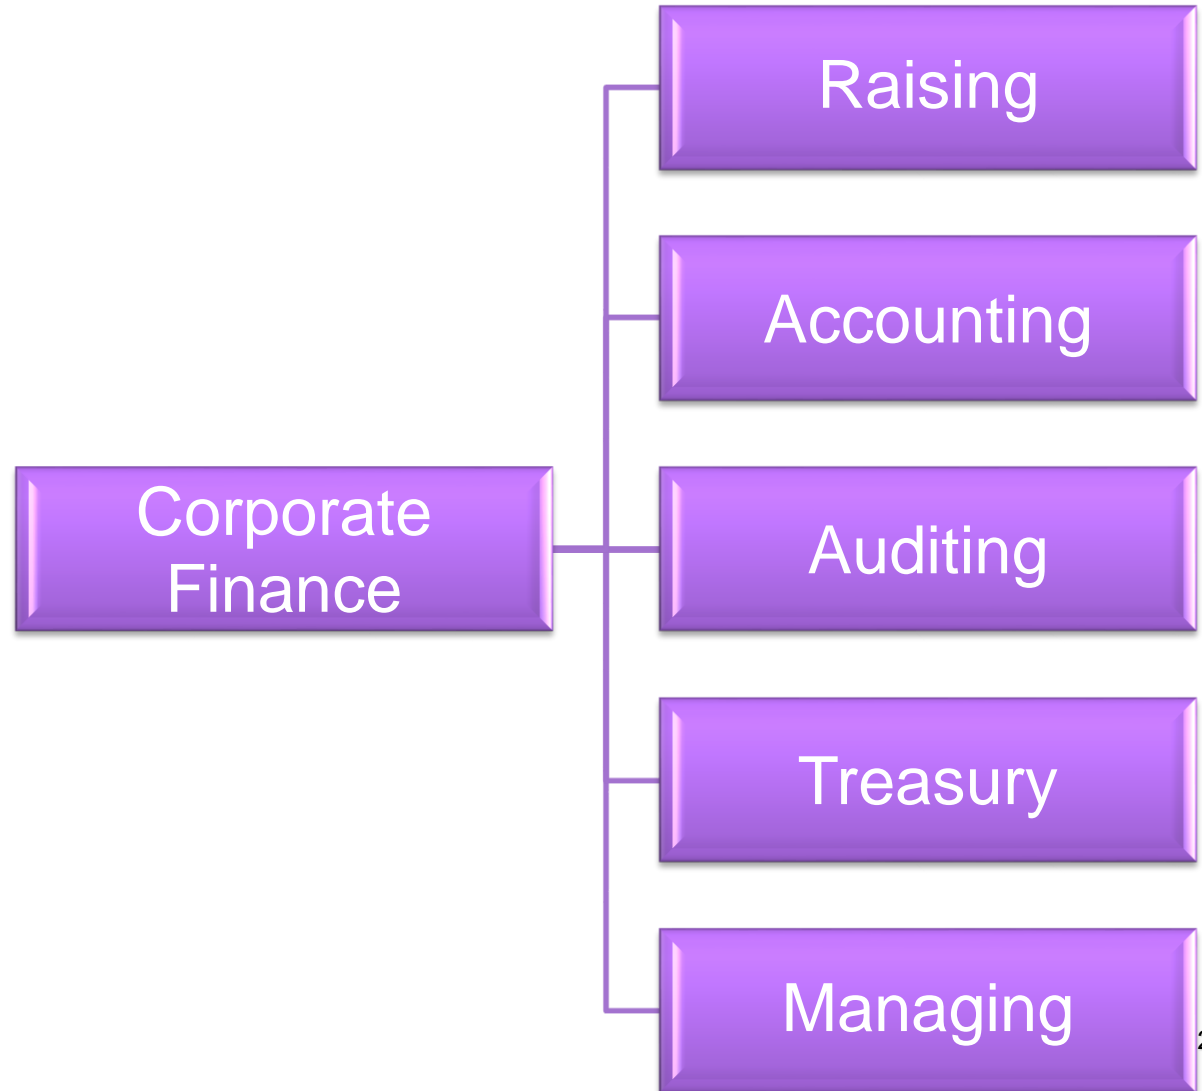 Raising
Accounting
Corporate
Finance
Auditing
Treasury
Managing